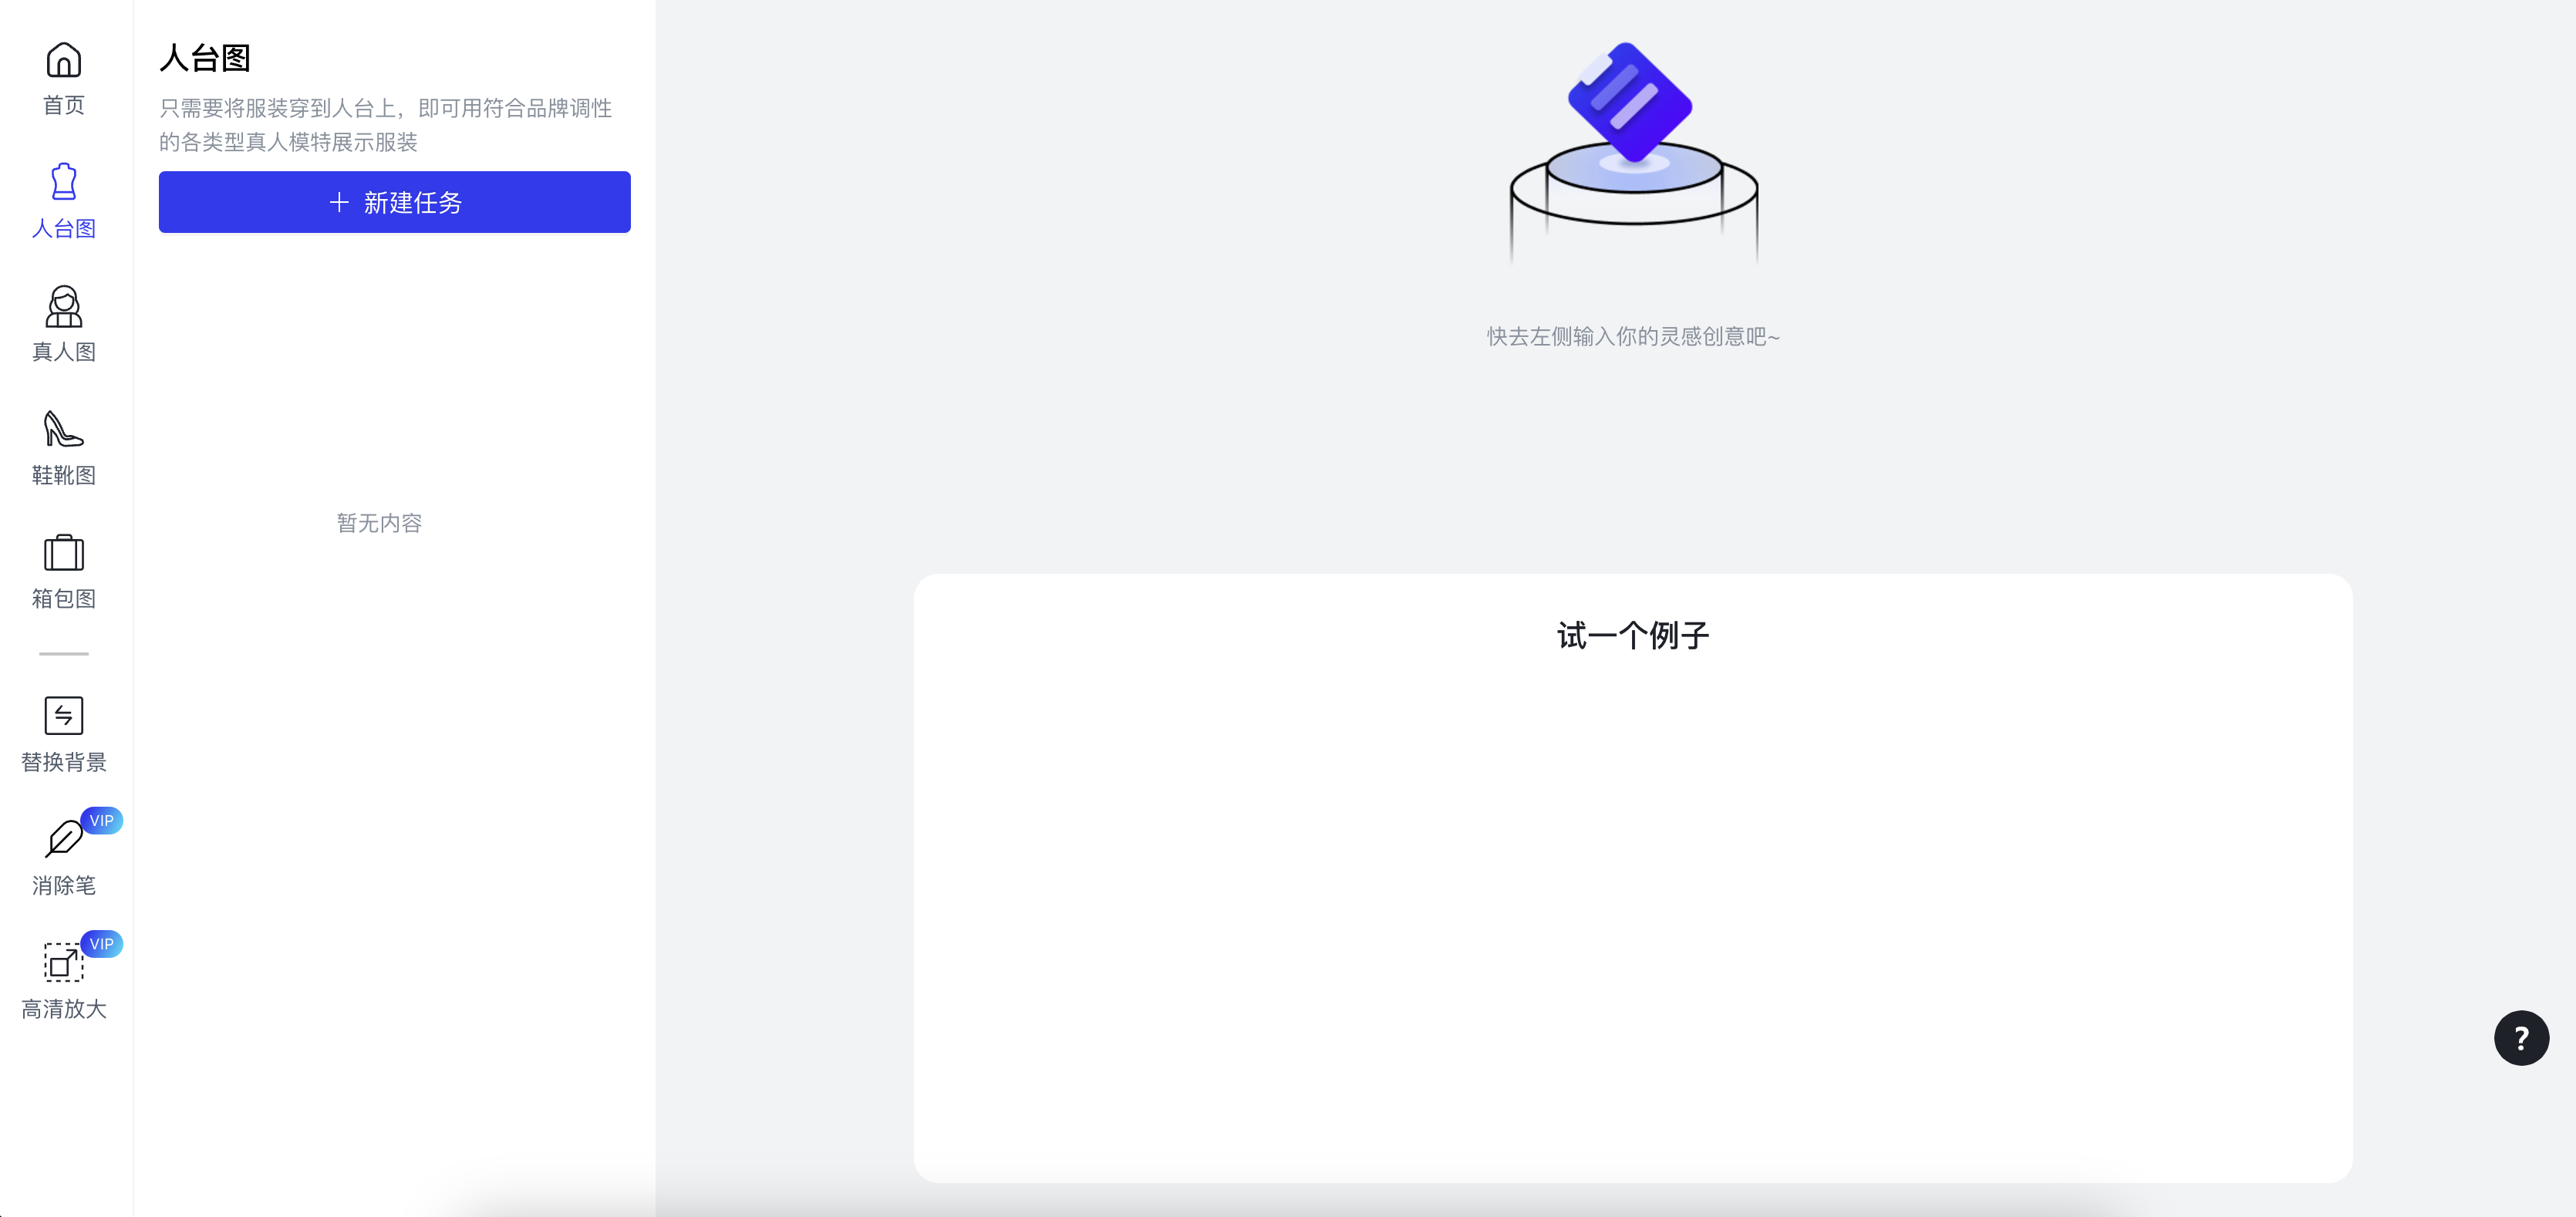 首页
人台图
真人图
鞋靴图
箱包图
替换背景
VIP
消除笔
VIP
高清放大
人台图
只需要将服装穿到人台上，即可用符合品牌调性
的各类型真人模特展示服装
+ 新建任务
暂无内容
快去左侧输入你的灵感创意吧~
试一个例子
?